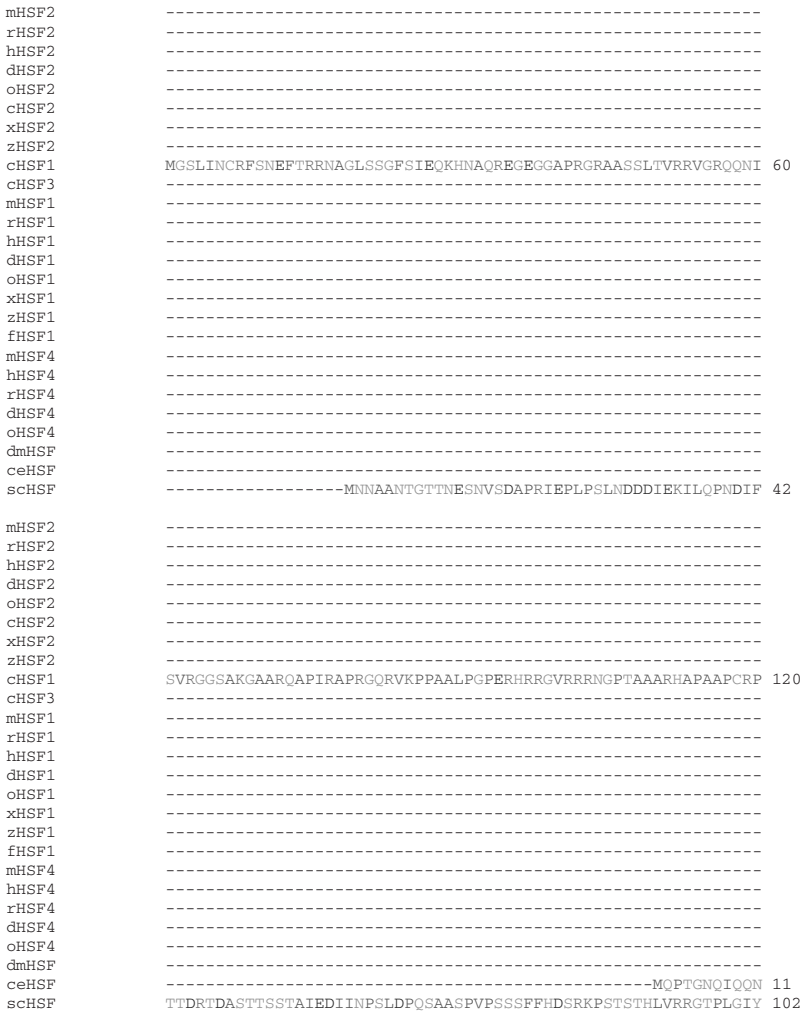 mHSF2 ------------------------------------------------------------
rHSF2 ------------------------------------------------------------
hHSF2 ------------------------------------------------------------
dHSF2 ------------------------------------------------------------
oHSF2 ------------------------------------------------------------
cHSF2 ------------------------------------------------------------
xHSF2 ------------------------------------------------------------
zHSF2 ------------------------------------------------------------
cHSF1 MGSLINCRFSNEFTRRNAGLSSGFSIEQKHNAQREGEGGAPRGRAASSLTVRRVGRQQNI 60
cHSF3 ------------------------------------------------------------
mHSF1 ------------------------------------------------------------
rHSF1 ------------------------------------------------------------
hHSF1 ------------------------------------------------------------
dHSF1 ------------------------------------------------------------
oHSF1 ------------------------------------------------------------
xHSF1 ------------------------------------------------------------
zHSF1 ------------------------------------------------------------
fHSF1 ------------------------------------------------------------
mHSF4 ------------------------------------------------------------
hHSF4 ------------------------------------------------------------
rHSF4 ------------------------------------------------------------
dHSF4 ------------------------------------------------------------
oHSF4 ------------------------------------------------------------
dmHSF ------------------------------------------------------------
ceHSF ------------------------------------------------------------
scHSF ------------------MNNAANTGTTNESNVSDAPRIEPLPSLNDDDIEKILQPNDIF 42
mHSF2 ------------------------------------------------------------
rHSF2 ------------------------------------------------------------
hHSF2 ------------------------------------------------------------
dHSF2 ------------------------------------------------------------
oHSF2 ------------------------------------------------------------
cHSF2 ------------------------------------------------------------
xHSF2 ------------------------------------------------------------
zHSF2 ------------------------------------------------------------
cHSF1 SVRGGSAKGAARQAPIRAPRGQRVKPPAALPGPERHRRGVRRRNGPTAAARHAPAAPCRP 120
cHSF3 ------------------------------------------------------------
mHSF1 ------------------------------------------------------------
rHSF1 ------------------------------------------------------------
hHSF1 ------------------------------------------------------------
dHSF1 ------------------------------------------------------------
oHSF1 ------------------------------------------------------------
xHSF1 ------------------------------------------------------------
zHSF1 ------------------------------------------------------------
fHSF1 ------------------------------------------------------------
mHSF4 ------------------------------------------------------------
hHSF4 ------------------------------------------------------------
rHSF4 ------------------------------------------------------------
dHSF4 ------------------------------------------------------------
oHSF4 ------------------------------------------------------------
dmHSF ------------------------------------------------------------
ceHSF -------------------------------------------------MQPTGNQIQQN 11
scHSF TTDRTDASTTSSTAIEDIINPSLDPQSAASPVPSSSFFHDSRKPSTSTHLVRRGTPLGIY 102